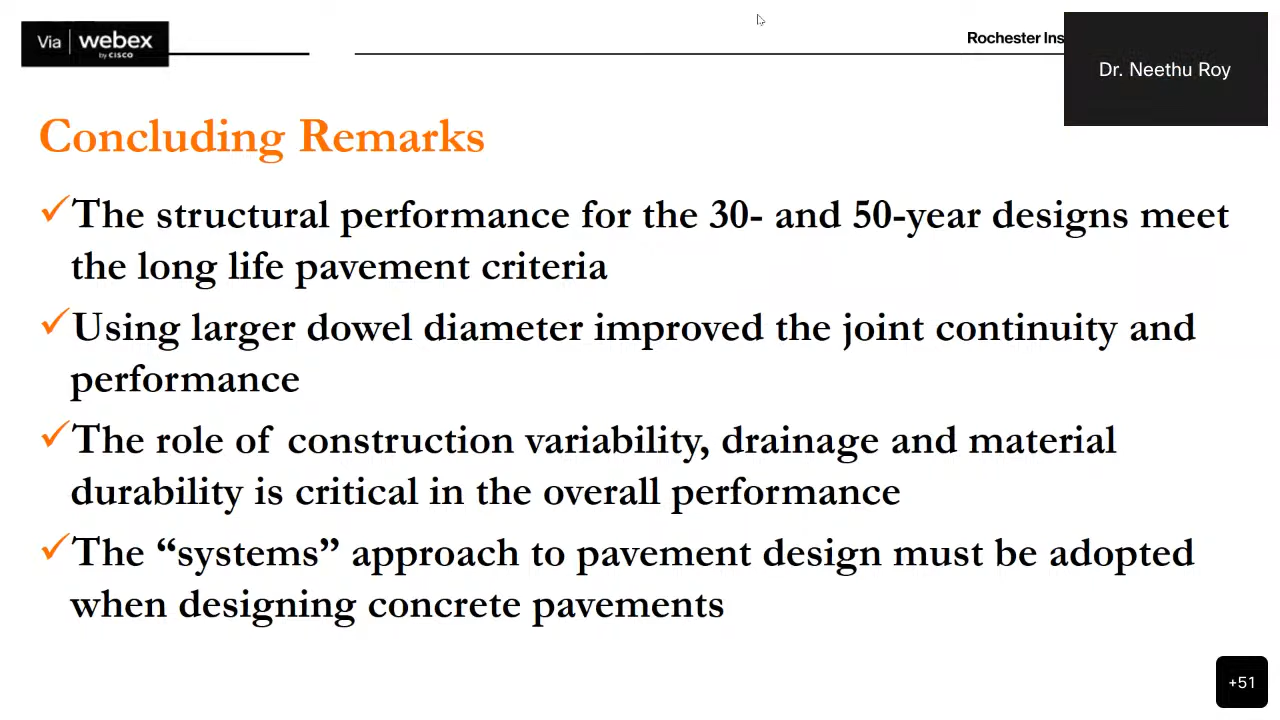 Via webex
by CISCO
Rochester Ins
Dr. Neethu Roy
Concluding Remarks
✓The structural performance for the 30- and 50-year designs meet
the long life pavement criteria
✓Using larger dowel diameter improved the joint continuity and
performance
✓The role of construction variability, drainage and material
durability is critical in the overall performance
✓The “systems” approach to pavement design must be adopted
when designing concrete pavements
+51